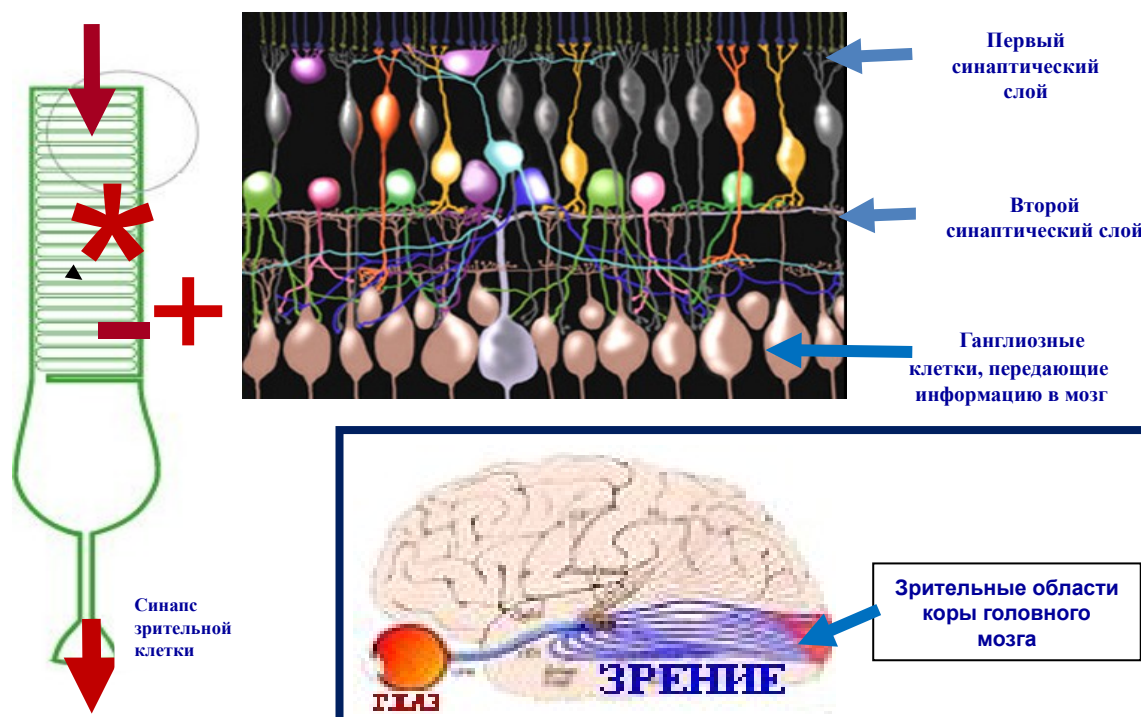 Первый
синаптический
слой
Второй
синаптический слой
Ганглиозные
клетки, передающие
информацию в мозг
Синапс
зрительной
клетки
Зрительные области
коры головного
мозга
ЗРЕНИЕ
ГЛАЗ